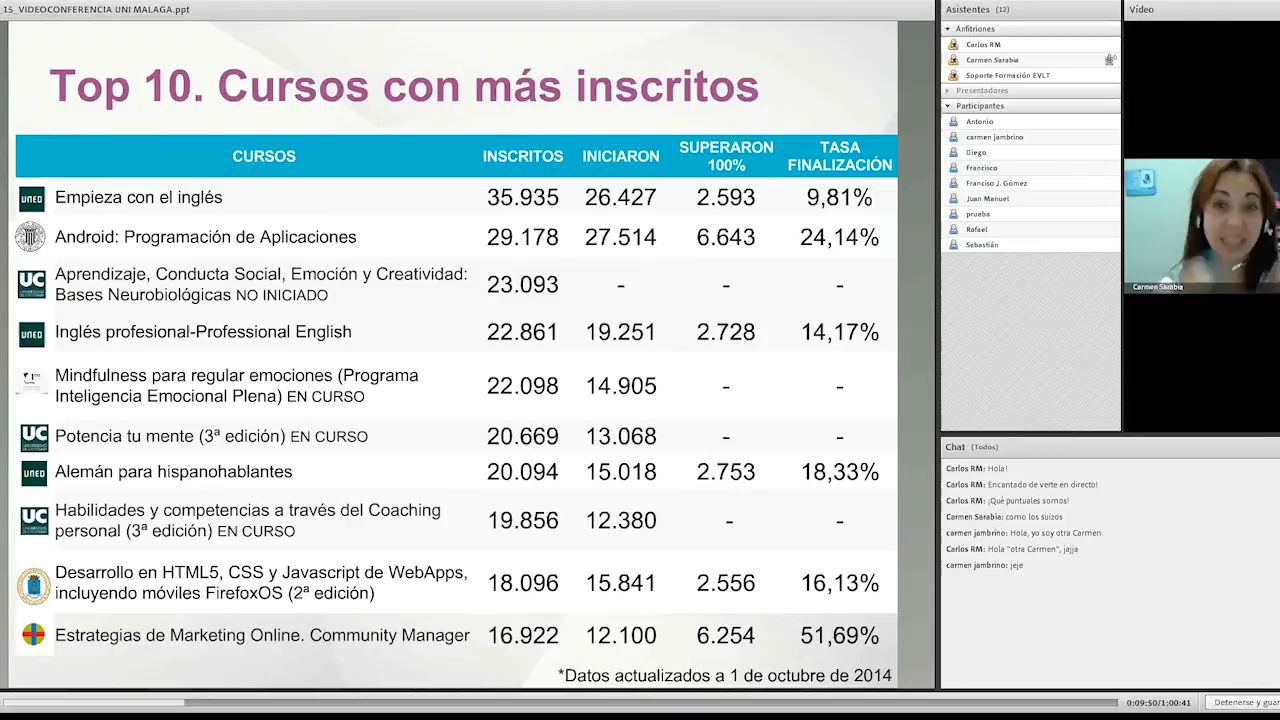 _15_VIDEOCONFERENCIA UNI MALAGA.ppt
Top 10. Cursos con más inscritos
CURSOS INSCRITOS INICIARON SUPERARON 100% TASA FINALIZACIÓN
UNED Empieza con el inglés 35.935 26.427 2.593 9,81%
Android: Programación de Aplicaciones 29.178 27.514 6.643 24,14%
UC Aprendizaje, Conducta Social, Emoción y Creatividad:
Bases Neurobiológicas NO INICIADO 23.093 - - -
UNED Inglés profesional-Professional English 22.861 19.251 2.728 14,17%
Mindfulness para regular emociones (Programa
Inteligencia Emocional Plena) EN CURSO 22.098 14.905 - -
UC Potencia tu mente (3ª edición) EN CURSO 20.669 13.068 - -
UNED Alemán para hispanohablantes 20.094 15.018 2.753 18,33%
UC Habilidades y competencias a través del Coaching
personal (3ª edición) EN CURSO 19.856 12.380 - -
Desarrollo en HTML5, CSS y Javascript de WebApps,
incluyendo móviles FirefoxOS (2ª edición) 18.096 15.841 2.556 16,13%
Estrategias de Marketing Online. Community Manager 16.922 12.100 6.254 51,69%
*Datos actualizados a 1 de octubre de 2014
Asistentes (12)
Anfitriones
Carlos RM
Carmen Sarabia
Soporte Formación EVLT
Presentadores
Participantes
Antonio
carmen jambrino
Diego
Francisco
Franciso J. Gómez
Juan Manuel
prueba
Rafael
Sebastián
Vídeo
Carmen Sarabia
Chat (Todos)
Carlos RM: Hola!
Carlos RM: Encantado de verte en directo!
Carlos RM: ¡Qué puntuales somos!
Carmen Sarabia: como los suizos
carmen jambrino: Hola, yo soy otra Carmen
Carlos RM: Hola "otra Carmen", jajja
carmen jambrino: jeje
0:09:50/1:00:41
Detenerse y guar